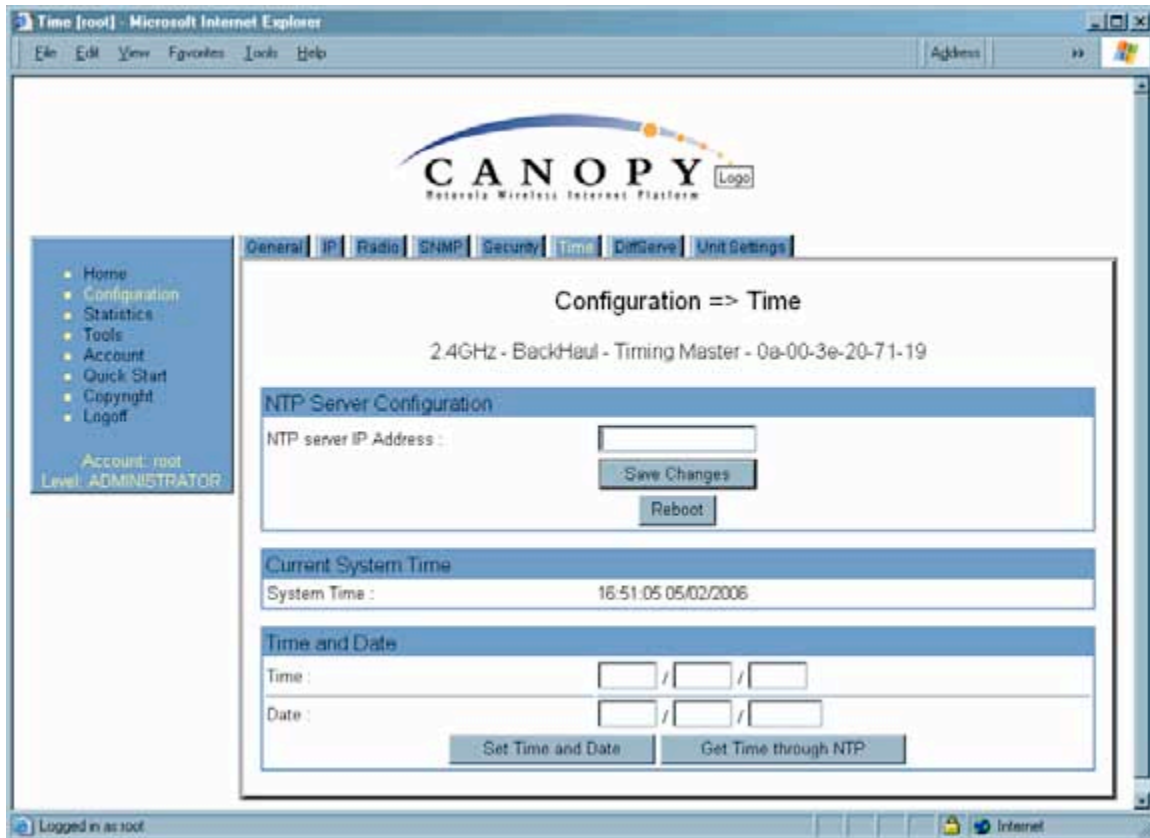 Time [root] - Microsoft Internet Explorer
File Edit View Favorites Tools Help Address
CANOPY Logo
Motorola Wireless Internet Platform
General IP Radio SNMP Security Time DiffServe Unit Settings
Home
Configuration
Statistics
Tools
Account
Quick Start
Copyright
Logoff
Account: root
Level: ADMINISTRATOR
Configuration => Time
2.4GHz - BackHaul - Timing Master - 0a-00-3e-20-71-19
NTP Server Configuration
NTP server IP Address :
Save Changes
Reboot
Current System Time
System Time : 16:51:05 05/02/2006
Time and Date
Time : / /
Date : / /
Set Time and Date Get Time through NTP
Logged in as root Internet